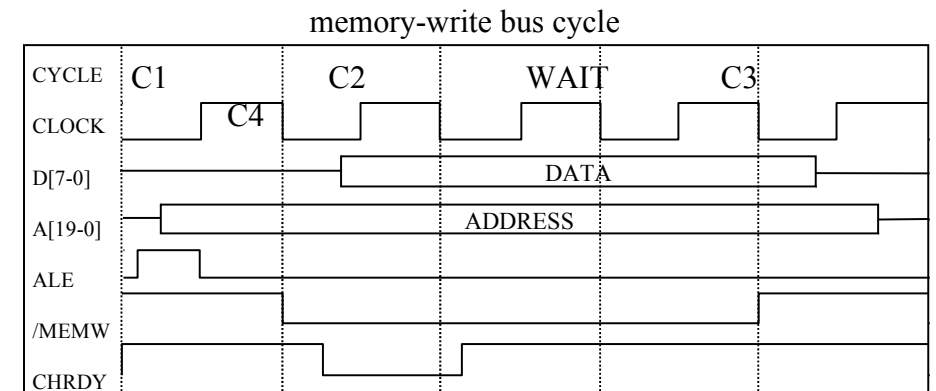 memory-write bus cycle
CYCLE C1 C2 WAIT C3
CLOCK C4
D[7-0] DATA
A[19-0] ADDRESS
ALE
/MEMW
CHRDY